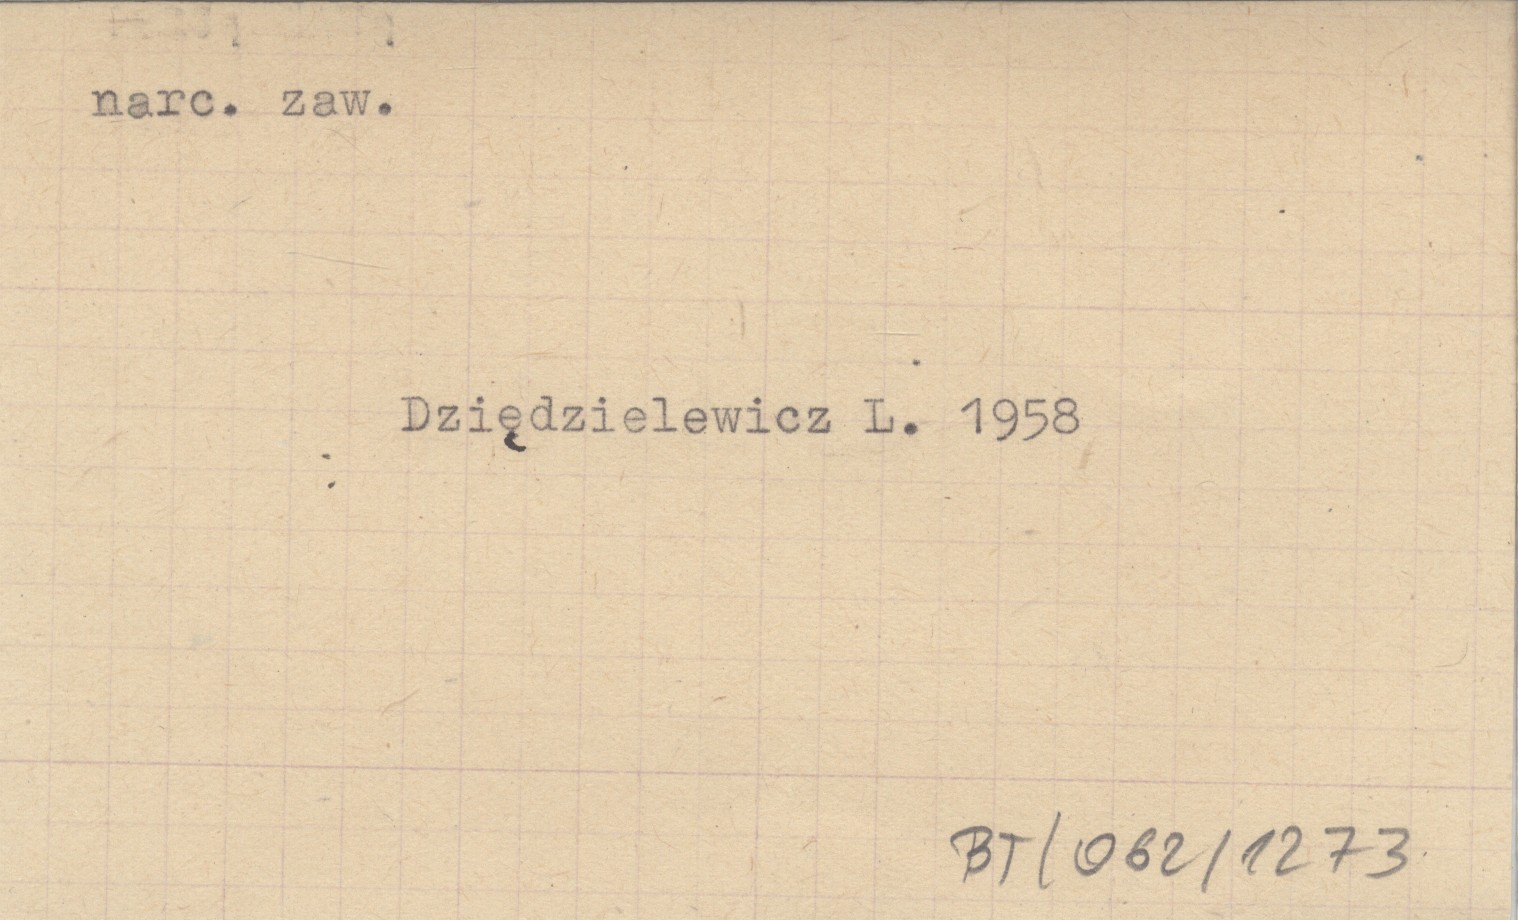 narc. zaw.
Dziędzielewicz L. 1958
BT/062/1273